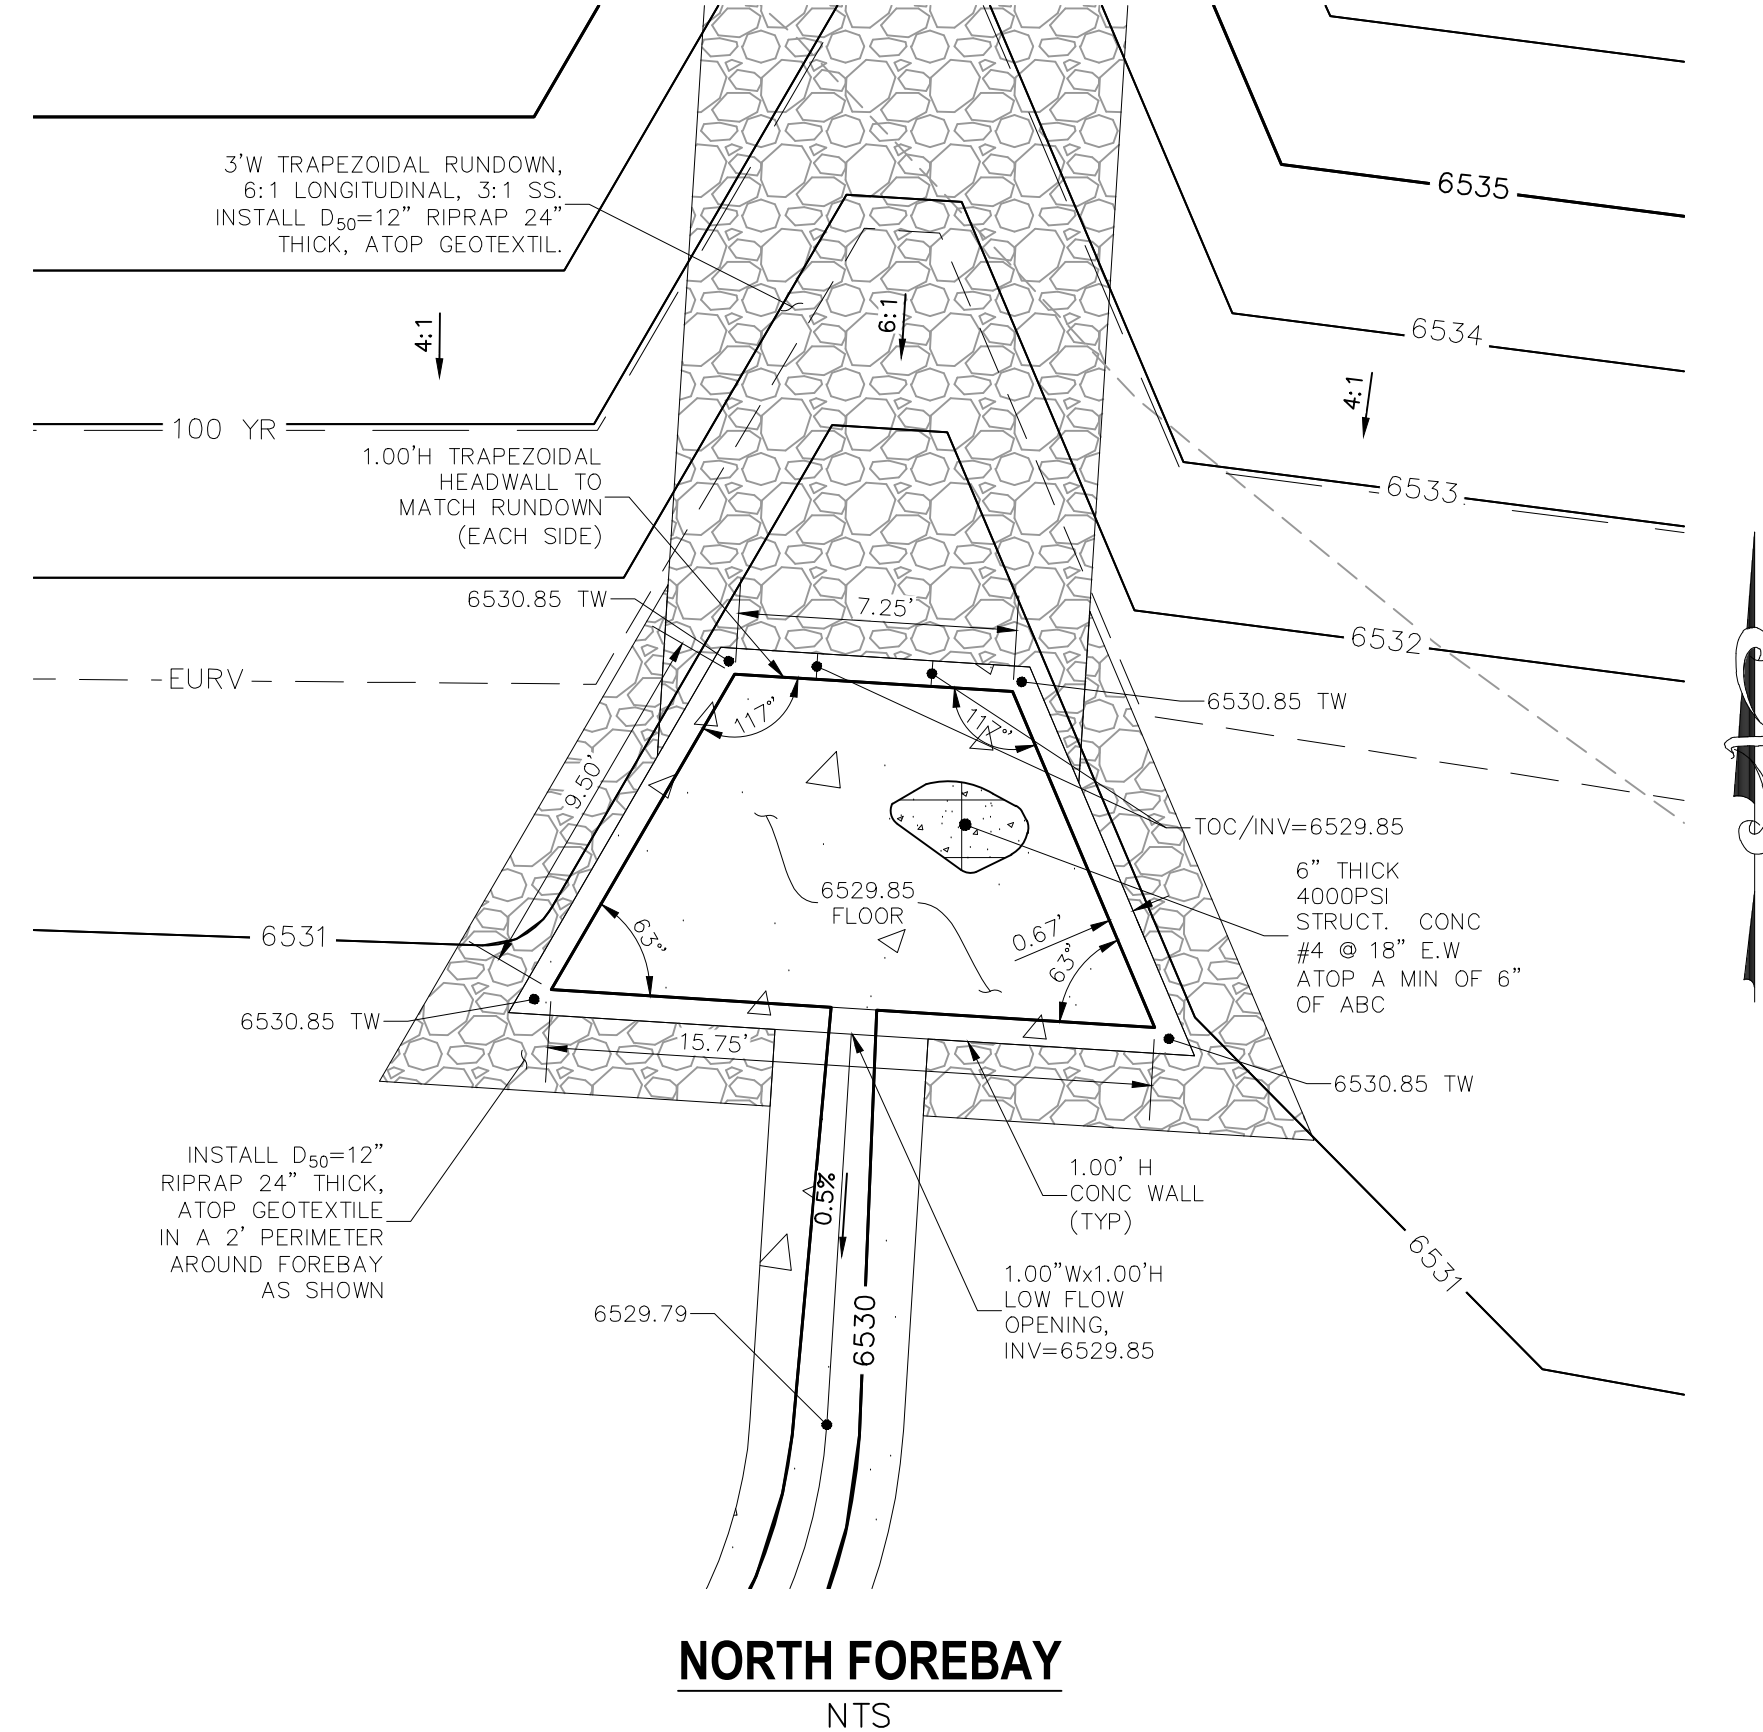 3'W TRAPEZOIDAL RUNDOWN,
6:1 LONGITUDINAL, 3:1 SS.
INSTALL D50=12" RIPRAP 24"
THICK, ATOP GEOTEXTIL.
6535
6534
6:1
4:1
4:1
100 YR
1.00'H TRAPEZOIDAL
HEADWALL TO
MATCH RUNDOWN
(EACH SIDE)
6533
6530.85 TW
7.25'
6532
EURV
6530.85 TW
117°
117°
9.50'
TOC/INV=6529.85
6529.85
FLOOR
6" THICK
4000PSI
STRUCT. CONC
#4 @ 18" E.W
ATOP A MIN OF 6"
OF ABC
6531
63°
0.67'
63°
6530.85 TW
15.75'
6530.85 TW
INSTALL D50=12"
RIPRAP 24" THICK,
ATOP GEOTEXTILE
IN A 2' PERIMETER
AROUND FOREBAY
AS SHOWN
0.5%
1.00' H
CONC WALL
(TYP)
6531
1.00"Wx1.00'H
LOW FLOW
OPENING,
INV=6529.85
6529.79
6530
NORTH FOREBAY
NTS